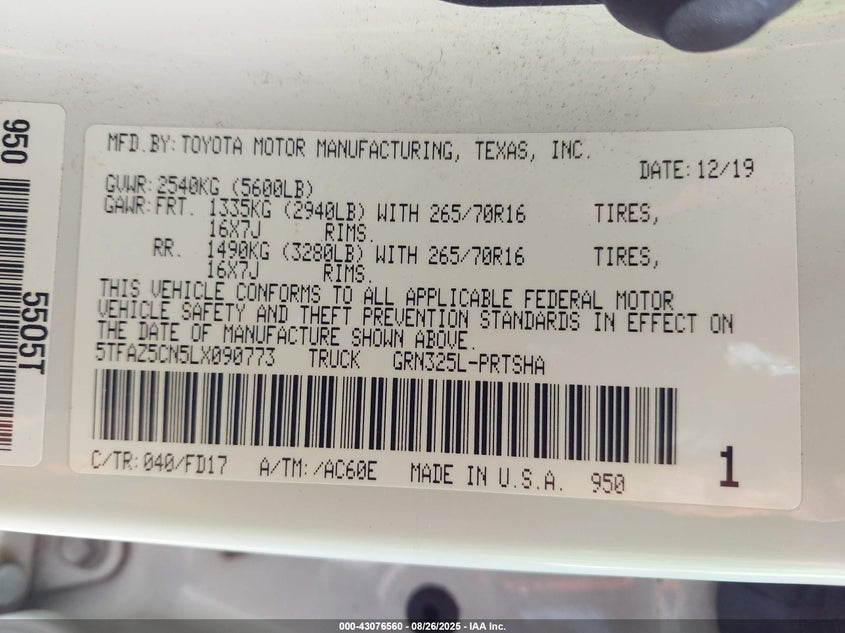 950
5505T
MFD.BY:TOYOTA MOTOR MANUFACTURING, TEXAS, INC.
DATE:12/19
GVWR:2540KG (5600LB)
GAWR:FRT. 1335KG (2940LB) WITH 265/70R16 TIRES,
16X7J RIMS.
RR. 1490KG (3280LB) WITH 265/70R16 TIRES,
16X7J RIMS.
THIS VEHICLE CONFORMS TO ALL APPLICABLE FEDERAL MOTOR
VEHICLE SAFETY AND THEFT PREVENTION STANDARDS IN EFFECT ON
THE DATE OF MANUFACTURE SHOWN ABOVE.
5TFAZ5CN5LX090773 TRUCK GRN325L-PRTSHA
C/TR:040/FD17 A/TM:/AC60E MADE IN U.S.A. 950
1
000-43076560 - 08/26/2025 - IAA Inc.